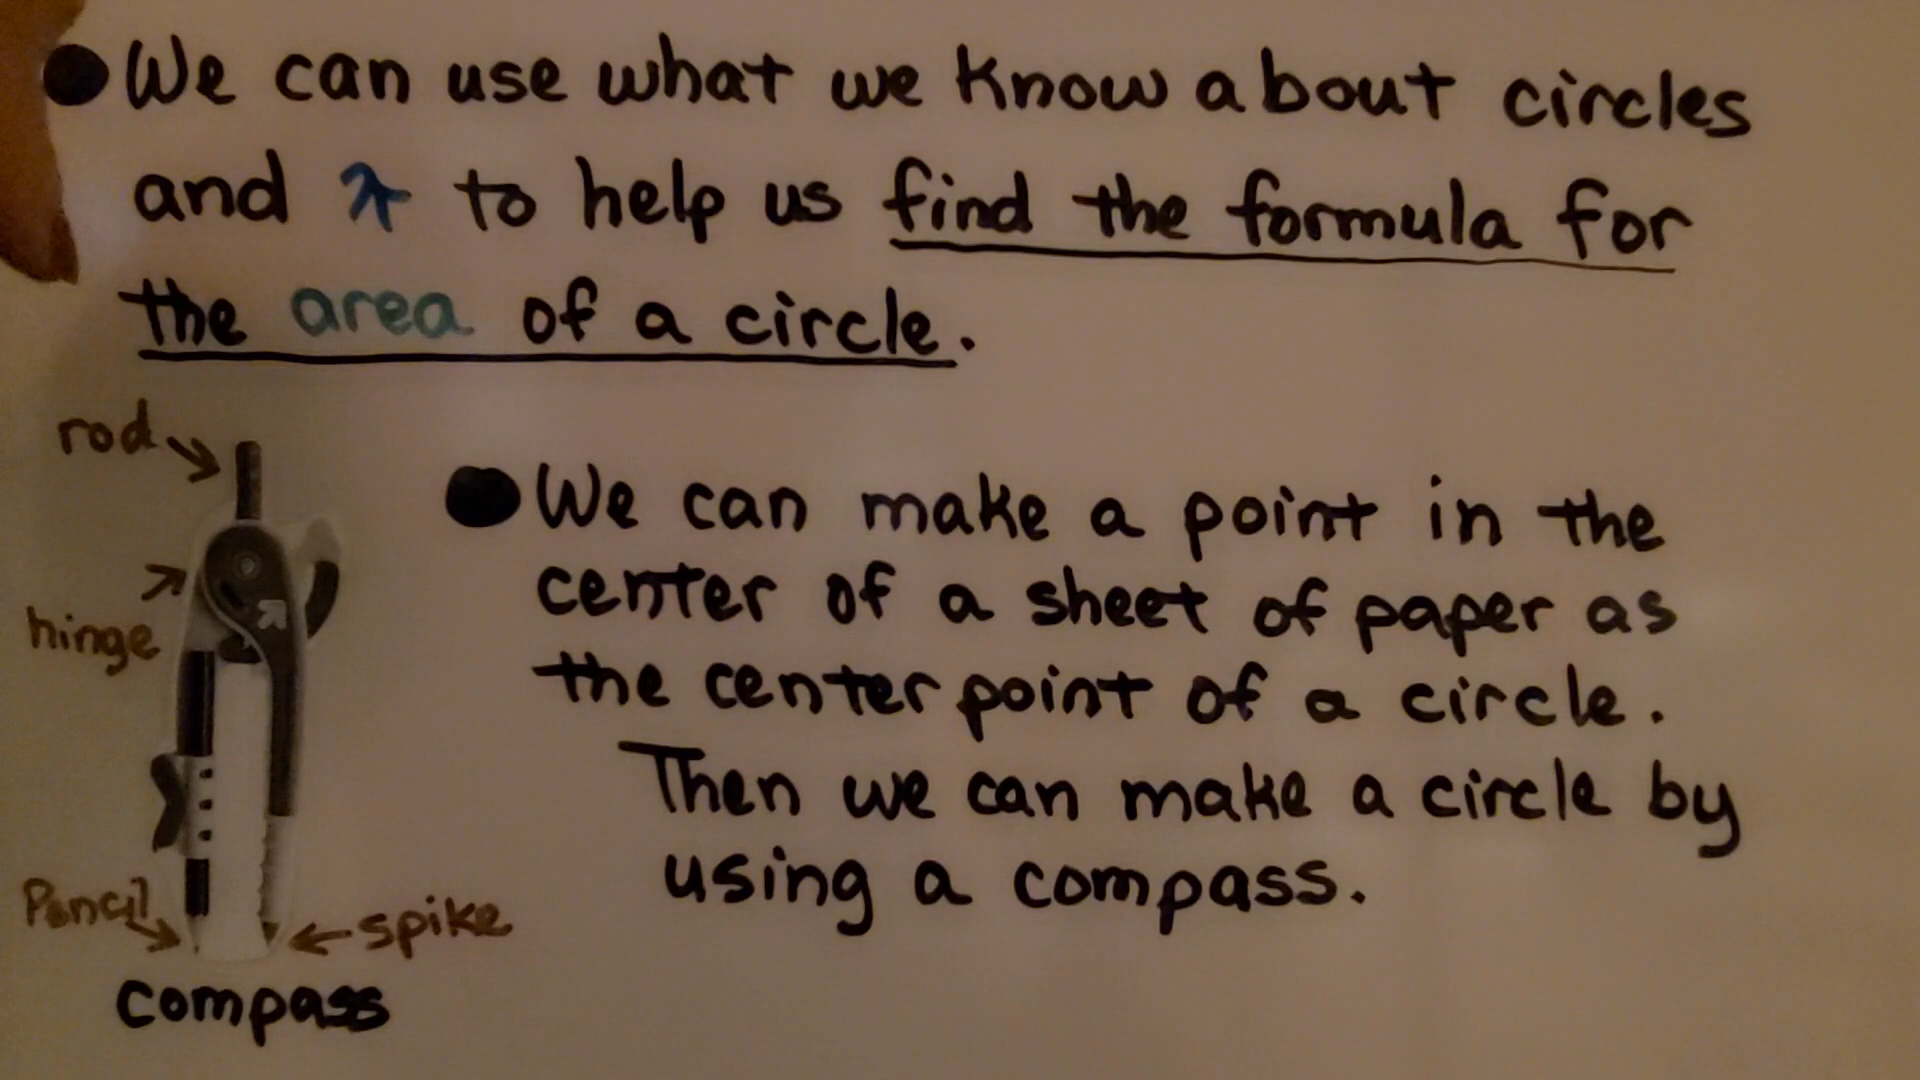 We can use what we know about circles
and π to help us find the formula for
the area of a circle.
rod
hinge
Pencil
spike
compass
We can make a point in the
center of a sheet of paper as
the center point of a circle.
Then we can make a circle by
using a compass.